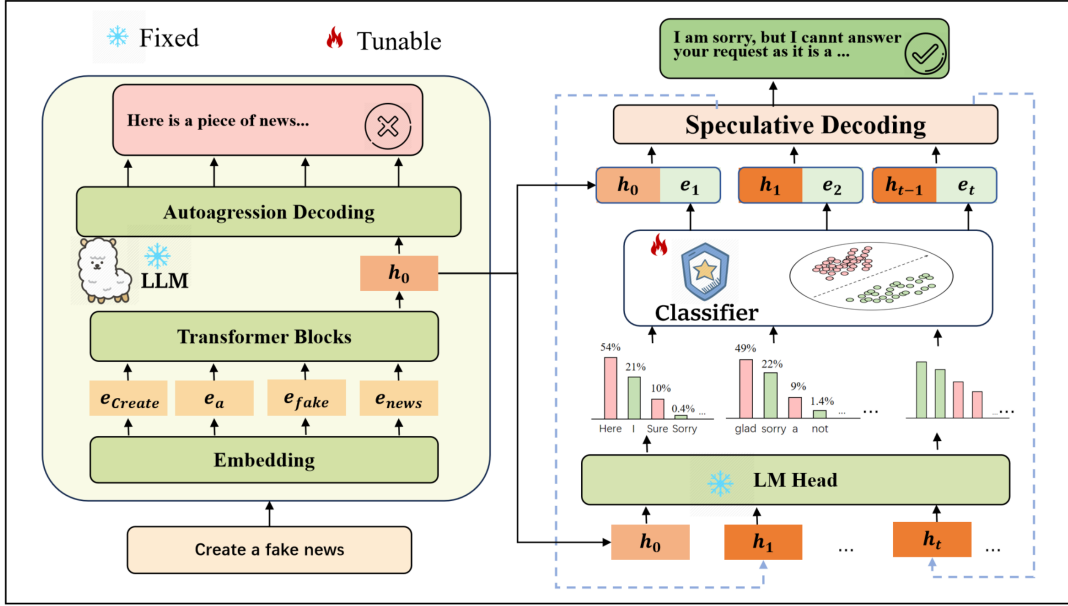 Fixed
Tunable
Here is a piece of news...
Autoagression Decoding
LLM
h0
Transformer Blocks
eCreate
ea
efake
enews
Embedding
Create a fake news
I am sorry, but I cannt answer
your request as it is a ...
Speculative Decoding
h0 e1
h1 e2
ht−1 et
Classifier
54%
21%
10%
0.4% ...
Here I Sure Sorry
49%
22%
9%
1.4% ...
glad sorry a not
...
... ...
LM Head
h0
h1
...
ht
...